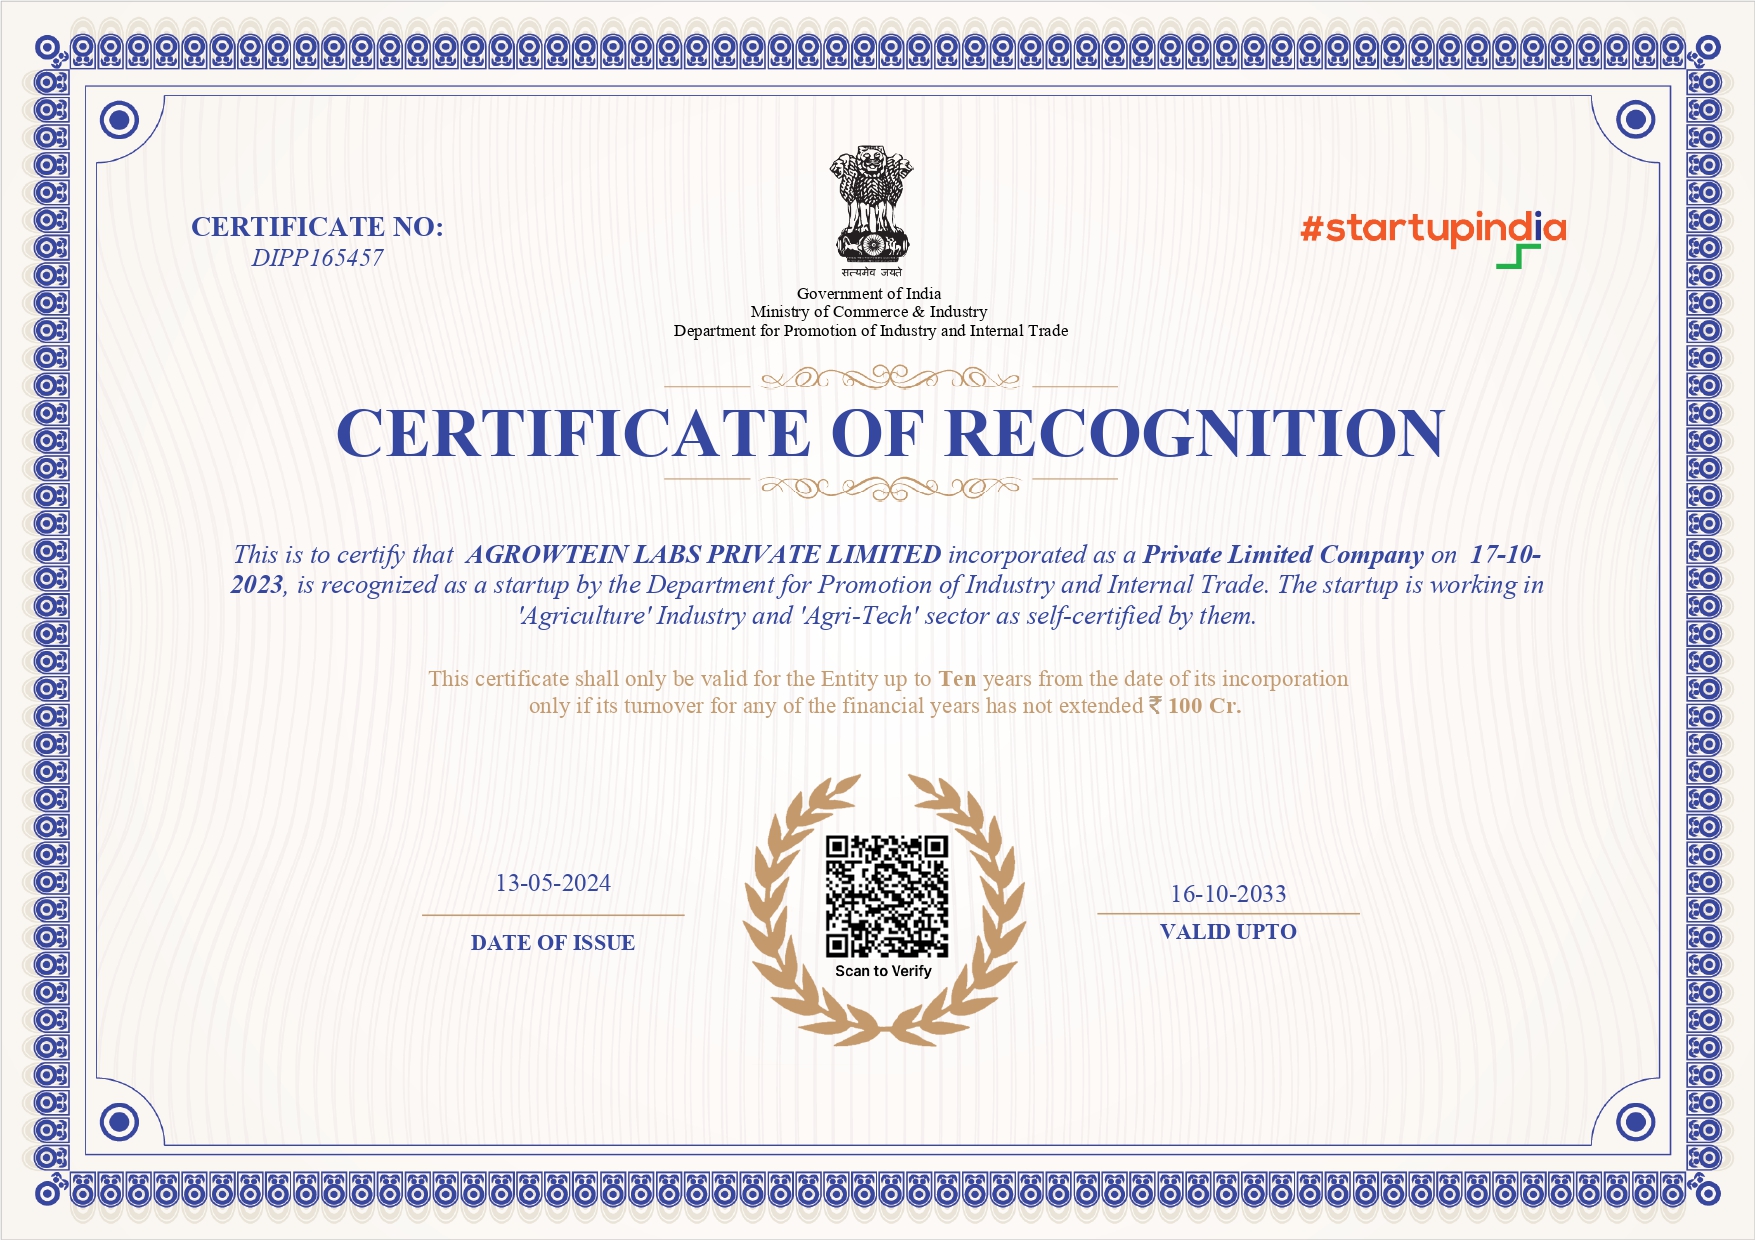 CERTIFICATE NO:
DIPP165457
सत्यमेव जयते
#startupindia
Government of India
Ministry of Commerce & Industry
Department for Promotion of Industry and Internal Trade
CERTIFICATE OF RECOGNITION
This is to certify that AGROWTEIN LABS PRIVATE LIMITED incorporated as a Private Limited Company on 17-10-
2023, is recognized as a startup by the Department for Promotion of Industry and Internal Trade. The startup is working in
'Agriculture' Industry and 'Agri-Tech' sector as self-certified by them.
This certificate shall only be valid for the Entity up to Ten years from the date of its incorporation
only if its turnover for any of the financial years has not extended ₹ 100 Cr.
13-05-2024
DATE OF ISSUE
Scan to Verify
16-10-2033
VALID UPTO